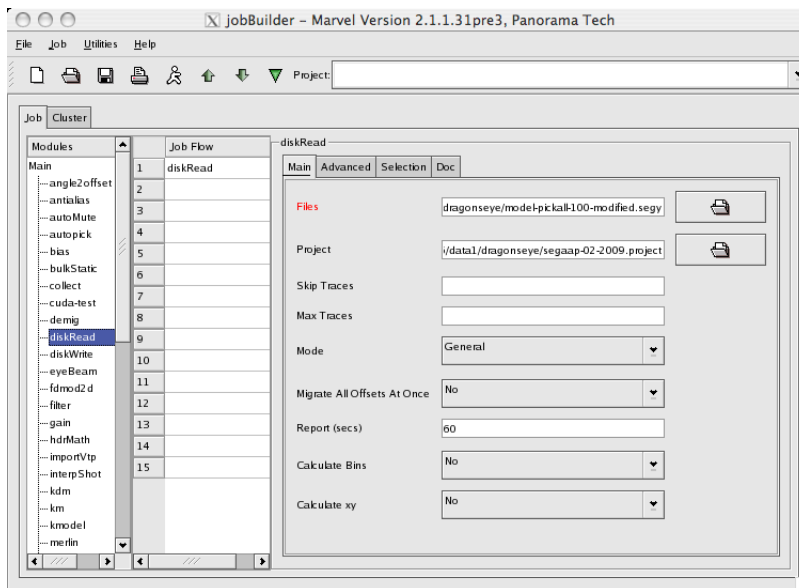 jobBuilder – Marvel Version 2.1.1.31pre3, Panorama Tech
File Job Utilities Help
Project:
Job Cluster
Modules
Main
angle2offset
antialias
autoMute
autopick
bias
bulkStatic
collect
cuda-test
demig
diskRead
diskWrite
eyeBeam
fdmod2d
filter
gain
hdrMath
importVtp
interpShot
kdm
km
kmodel
merlin
Job Flow
1 diskRead
2
3
4
5
6
7
8
9
10
11
12
13
14
15
diskRead
Main Advanced Selection Doc
Files dragonseye/model-pickall-100-modified.segy
Project /data1/dragonseye/segaap-02-2009.project
Skip Traces
Max Traces
Mode General
Migrate All Offsets At Once No
Report (secs) 60
Calculate Bins No
Calculate xy No